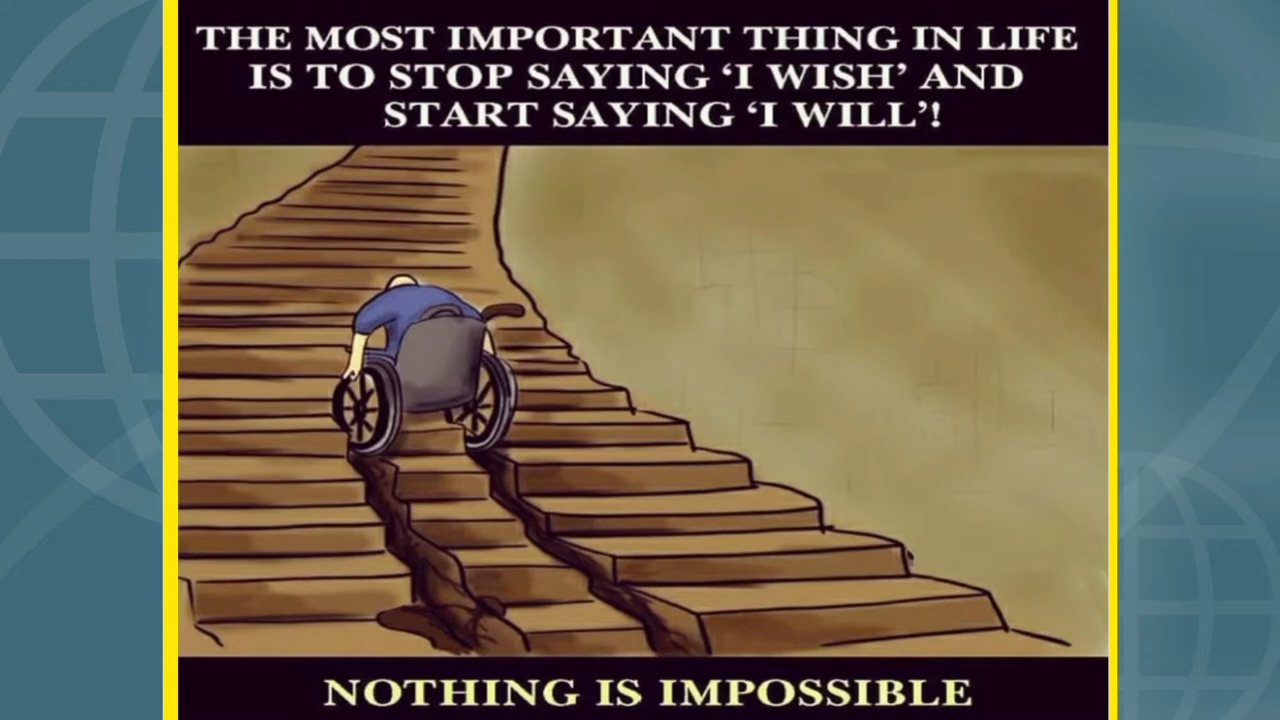 THE MOST IMPORTANT THING IN LIFE
IS TO STOP SAYING ‘I WISH’ AND
START SAYING ‘I WILL’!
NOTHING IS IMPOSSIBLE